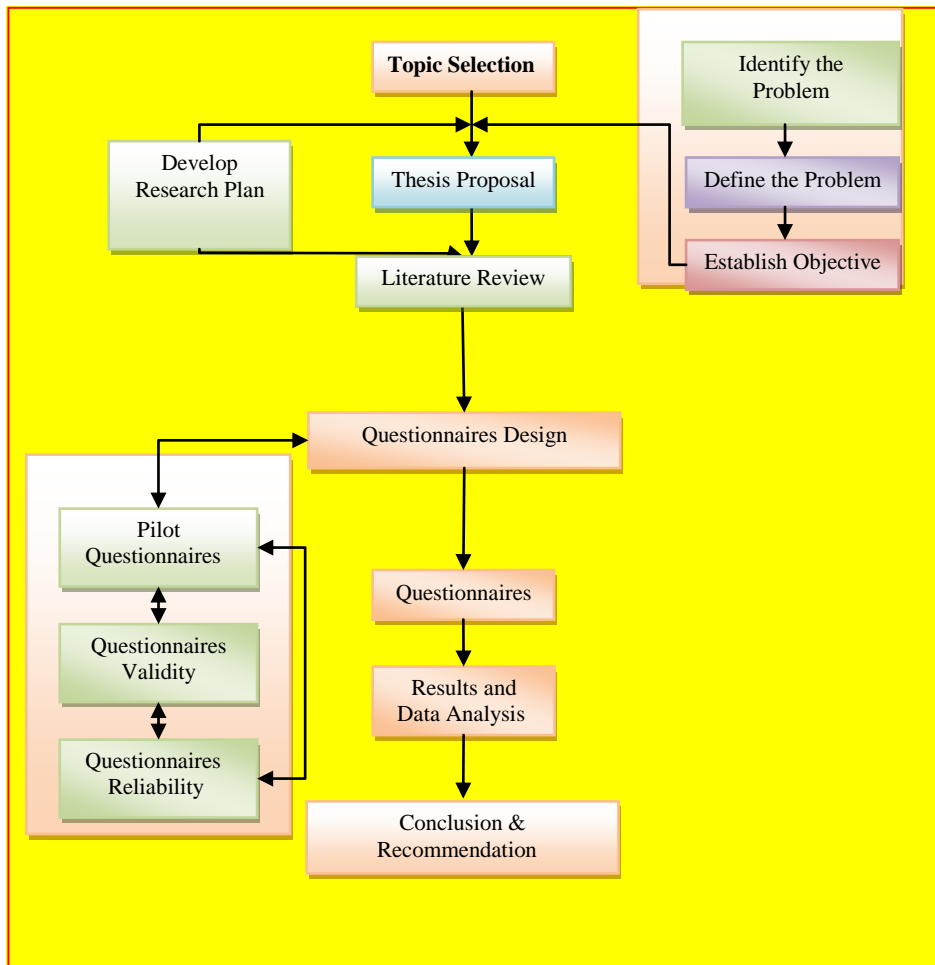 Topic Selection
Identify the
Problem
Develop
Research Plan
Thesis Proposal
Define the Problem
Establish Objective
Literature Review
Questionnaires Design
Pilot
Questionnaires
Questionnaires
Validity
Questionnaires
Reliability
Questionnaires
Results and
Data Analysis
Conclusion &
Recommendation